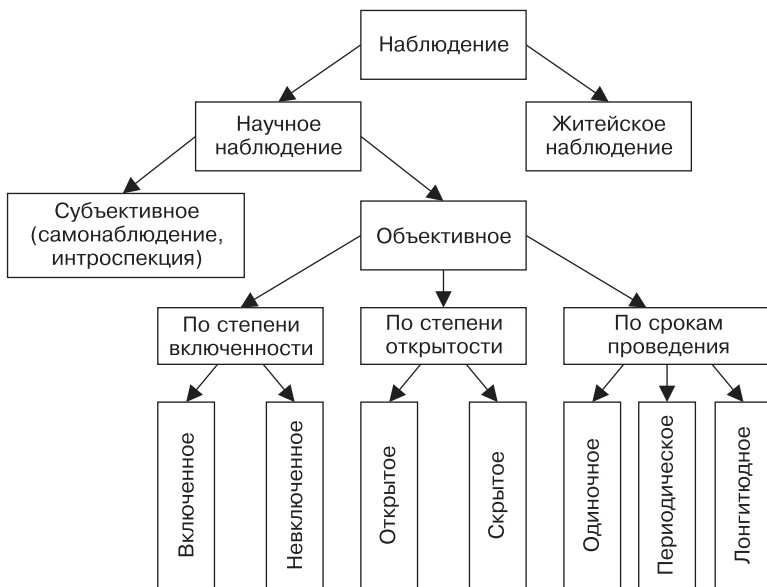 Наблюдение
Научное
наблюдение
Житейское
наблюдение
Субъективное
(самонаблюдение,
интроспекция)
Объективное
По степени
включенности
По степени
открытости
По срокам
проведения
Включенное
Невключенное
Открытое
Скрытое
Одиночное
Периодическое
Лонгитюдное